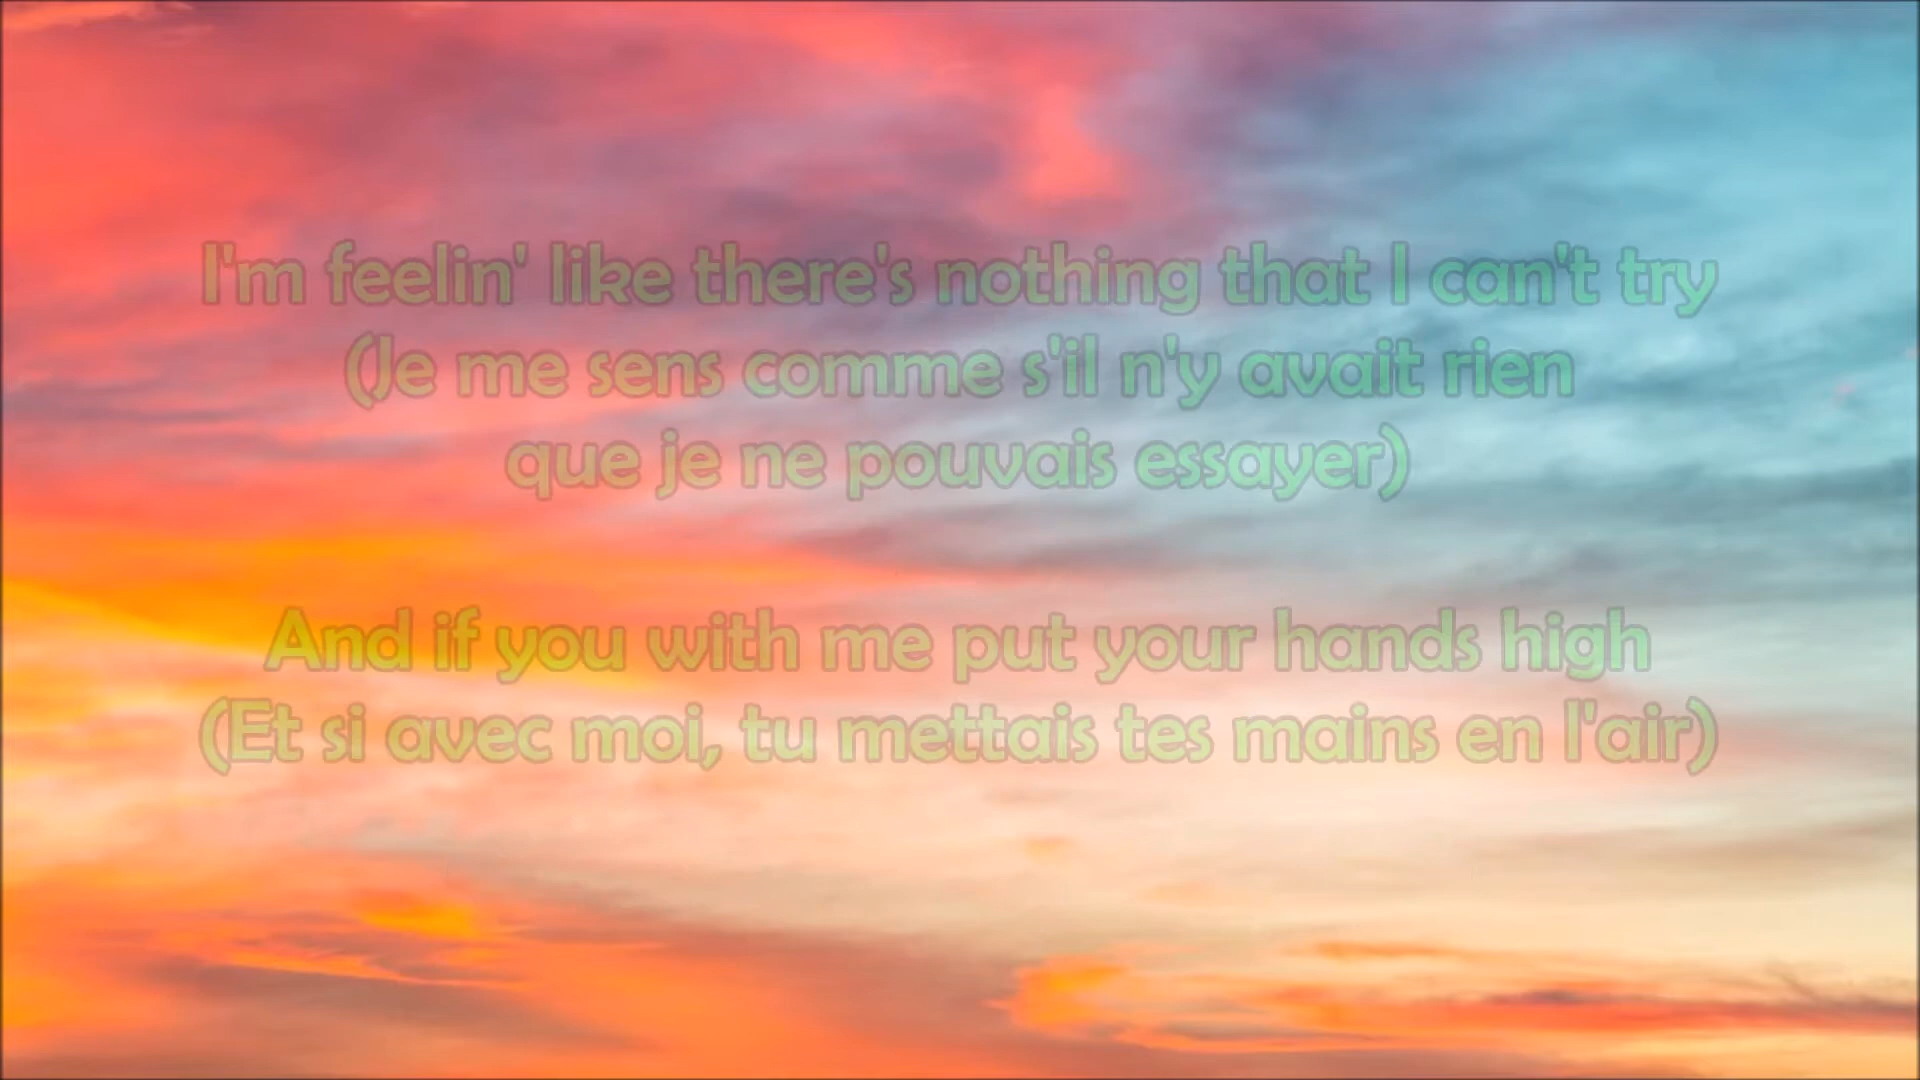 I'm feelin' like there's nothing that I can't try
(Je me sens comme s'il n'y avait rien
que je ne pouvais essayer)
And if you with me put your hands high
(Et si avec moi, tu mettais tes mains en l'air)